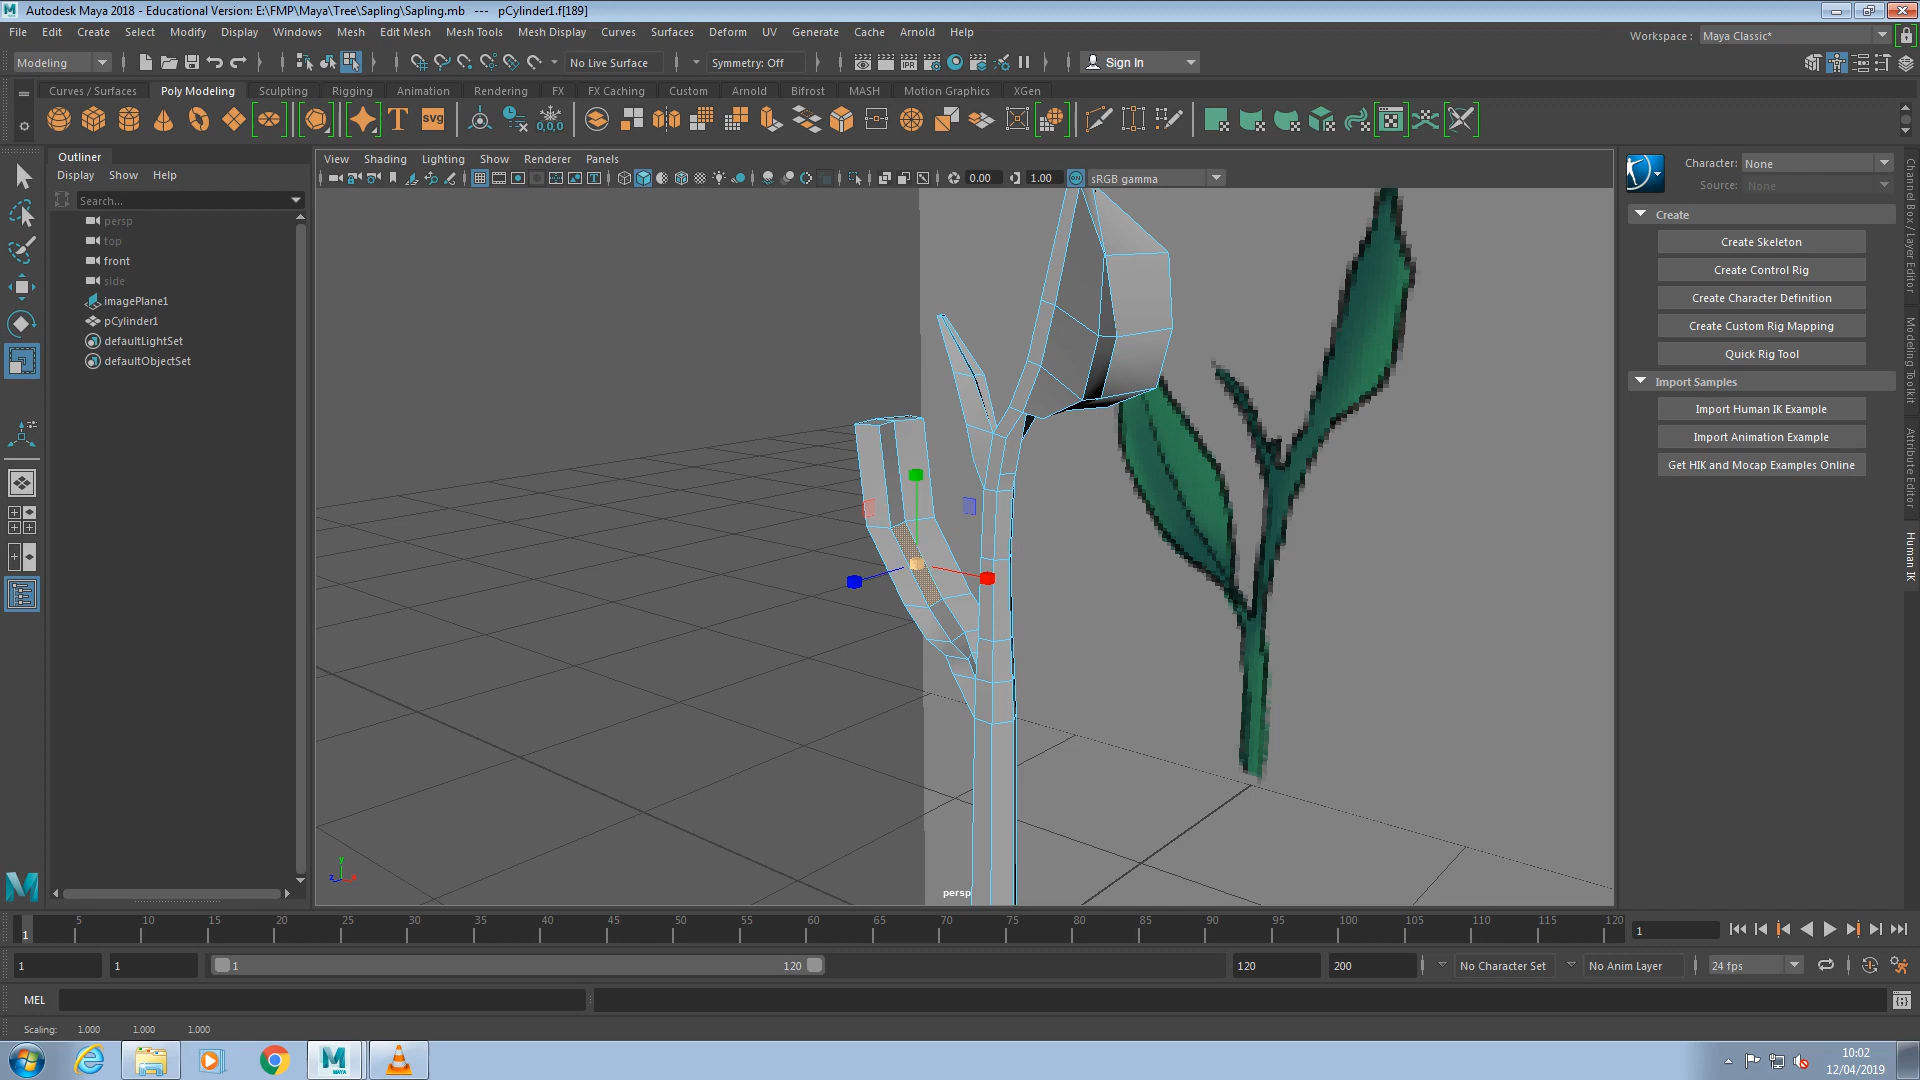 Autodesk Maya 2018 - Educational Version: E:\FMP\Maya\Tree\Sapling\Sapling.mb   ---   pCylinder1.f[189]
File Edit Create Select Modify Display Windows Mesh Edit Mesh Mesh Tools Mesh Display Curves Surfaces Deform UV Generate Cache Arnold Help
Workspace : Maya Classic*
Modeling No Live Surface Symmetry: Off Sign In
Curves / Surfaces Poly Modeling Sculpting Rigging Animation Rendering FX FX Caching Custom Arnold Bifrost MASH Motion Graphics XGen
T SVG 0,0,0
Outliner
Display Show Help
Search...
persp
top
front
side
imagePlane1
pCylinder1
defaultLightSet
defaultObjectSet
View Shading Lighting Show Renderer Panels
0.00 1.00 sRGB gamma
persp
Character: None
Source: None
Create
Create Skeleton
Create Control Rig
Create Character Definition
Create Custom Rig Mapping
Quick Rig Tool
Import Samples
Import Human IK Example
Import Animation Example
Get HIK and Mocap Examples Online
Channel Box / Layer Editor
Modeling Toolkit
Attribute Editor
Human IK
5 10 15 20 25 30 35 40 45 50 55 60 65 70 75 80 85 90 95 100 105 110 115 120
1 1
1 1 1 120 120 200 No Character Set No Anim Layer 24 fps
MEL
Scaling: 1.000 1.000 1.000
10:02
12/04/2019